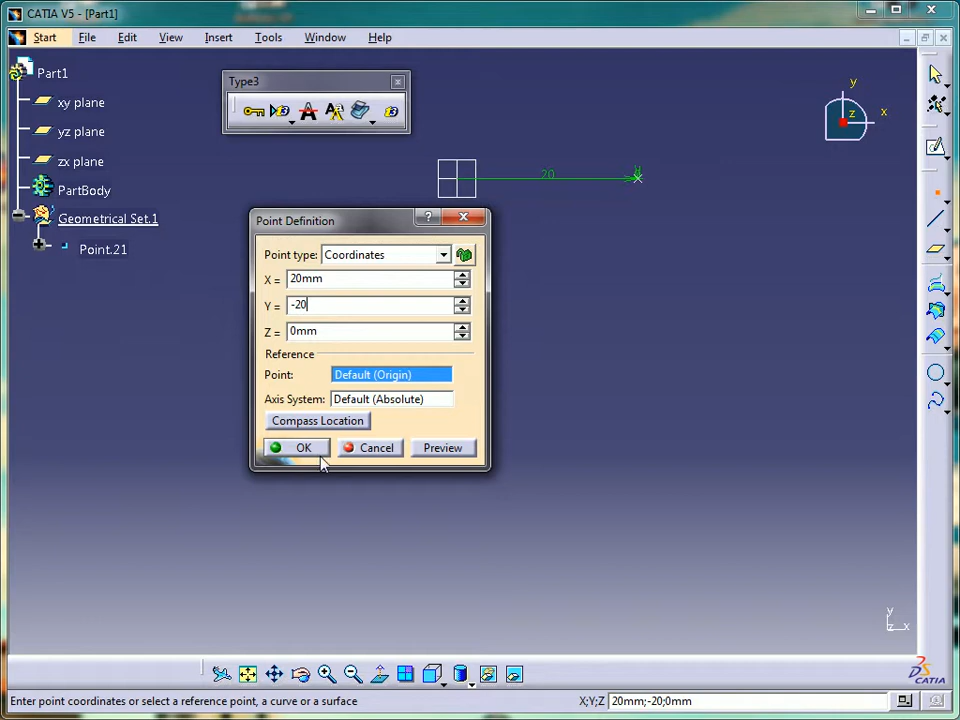 CATIA V5 - [Part1]
Start File Edit View Insert Tools Window Help
Part1
xy plane
yz plane
zx plane
PartBody
Geometrical Set.1
Point.21
Type3
20
y
x
z
Point Definition
Point type: Coordinates
X = 20mm
Y = -20
Z = 0mm
Reference
Point: Default (Origin)
Axis System: Default (Absolute)
Compass Location
OK Cancel Preview
y
z x
CATIA
Enter point coordinates or select a reference point, a curve or a surface
X;Y;Z 20mm;-20;0mm